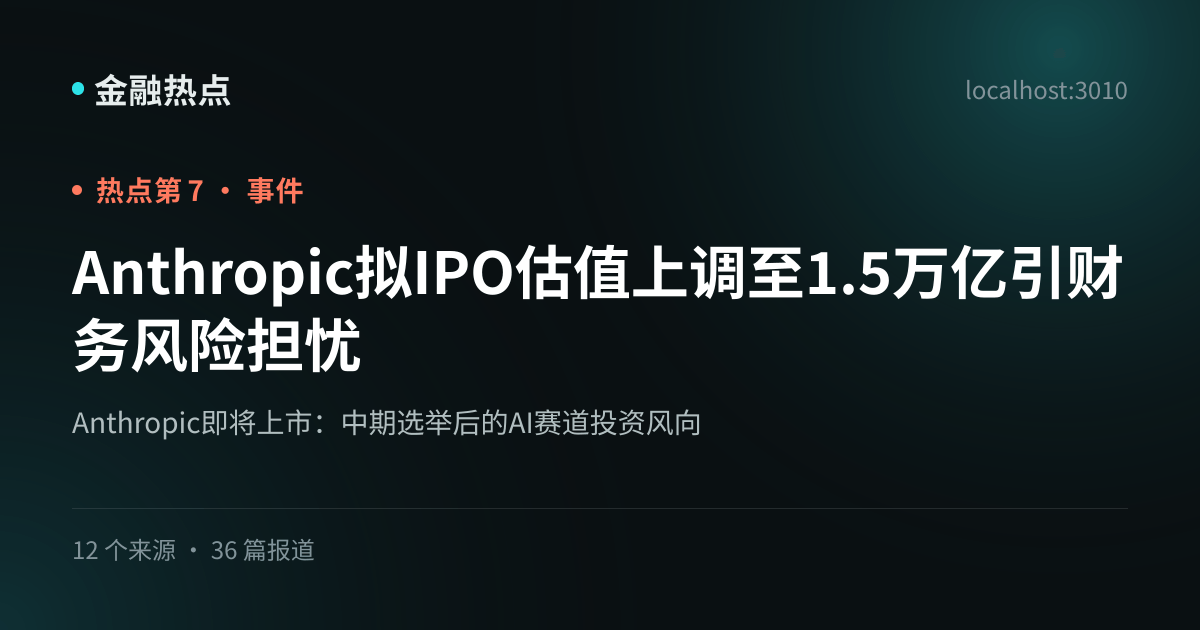 金融热点
localhost:3010
热点第 7 · 事件
Anthropic拟IPO估值上调至1.5万亿引财
务风险担忧
Anthropic即将上市：中期选举后的AI赛道投资风向
12 个来源 · 36 篇报道